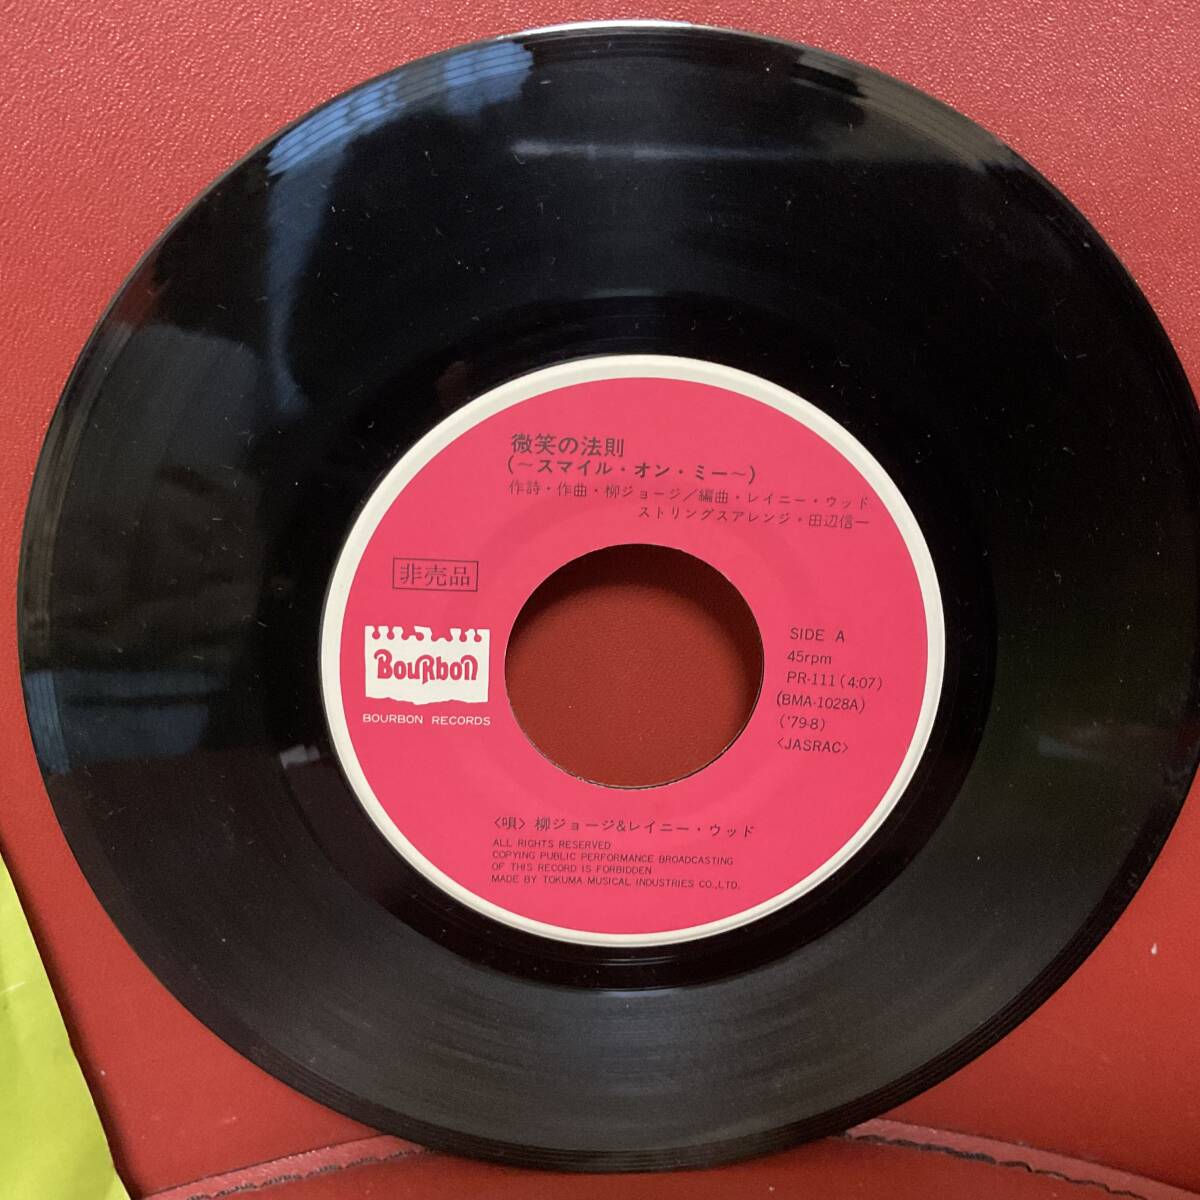 微笑の法則
(～スマイル・オン・ミー～)
作詩・作曲・柳ジョージ／編曲・レイニー・ウッド
ストリングスアレンジ・田辺信一
非売品
BouRbon
BOURBON RECORDS
SIDE A
45rpm
PR-111 (4:07)
(BMA-1028A)
('79·8)
〈JASRAC〉
〈唄〉柳ジョージ&レイニー・ウッド
ALL RIGHTS RESERVED
COPYING PUBLIC PERFORMANCE BROADCASTING
OF THIS RECORD IS FORBIDDEN
MADE BY TOKUMA MUSICAL INDUSTRIES CO.,LTD.